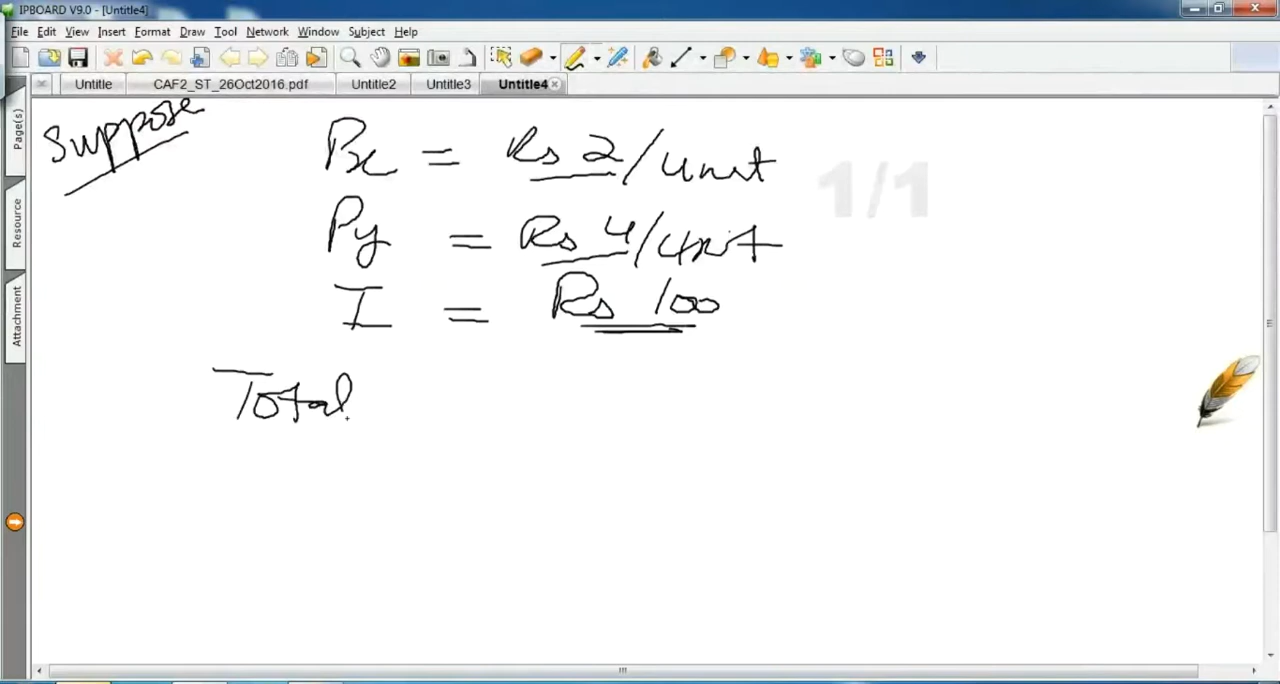 IPBOARD V9.0 - [Untitle4]
File Edit View Insert Format Draw Tool Network Window Subject Help
Untitle CAF2_ST_26Oct2016.pdf Untitle2 Untitle3 Untitle4
Page(s)
Resource
Attachment
Suppose
Px = Rs 2/unit
1/1
Py = Rs 4/unit
I = Rs 100
Total